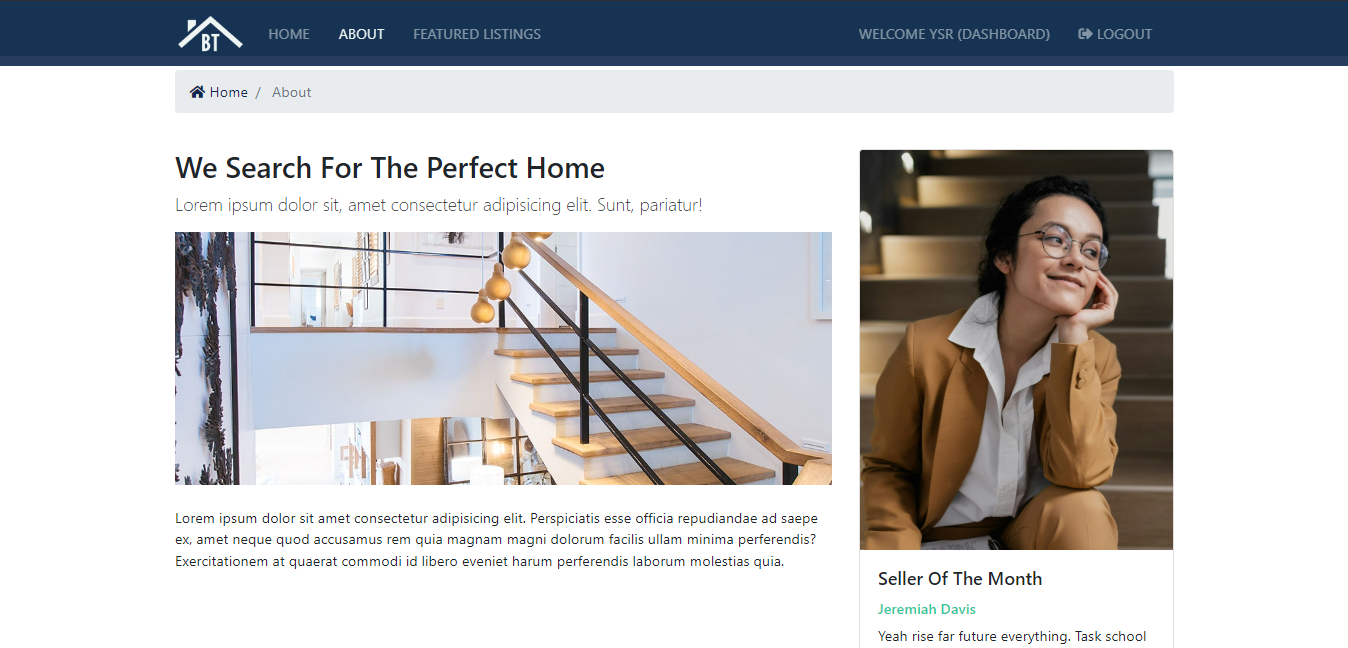 BT
HOME
ABOUT
FEATURED LISTINGS
WELCOME YSR (DASHBOARD)
LOGOUT
Home / About
We Search For The Perfect Home
Lorem ipsum dolor sit, amet consectetur adipisicing elit. Sunt, pariatur!
Lorem ipsum dolor sit amet consectetur adipisicing elit. Perspiciatis esse officia repudiandae ad saepe
ex, amet neque quod accusamus rem quia magnam magni dolorum facilis ullam minima perferendis?
Exercitationem at quaerat commodi id libero eveniet harum perferendis laborum molestias quia.
Seller Of The Month
Jeremiah Davis
Yeah rise far future everything. Task school